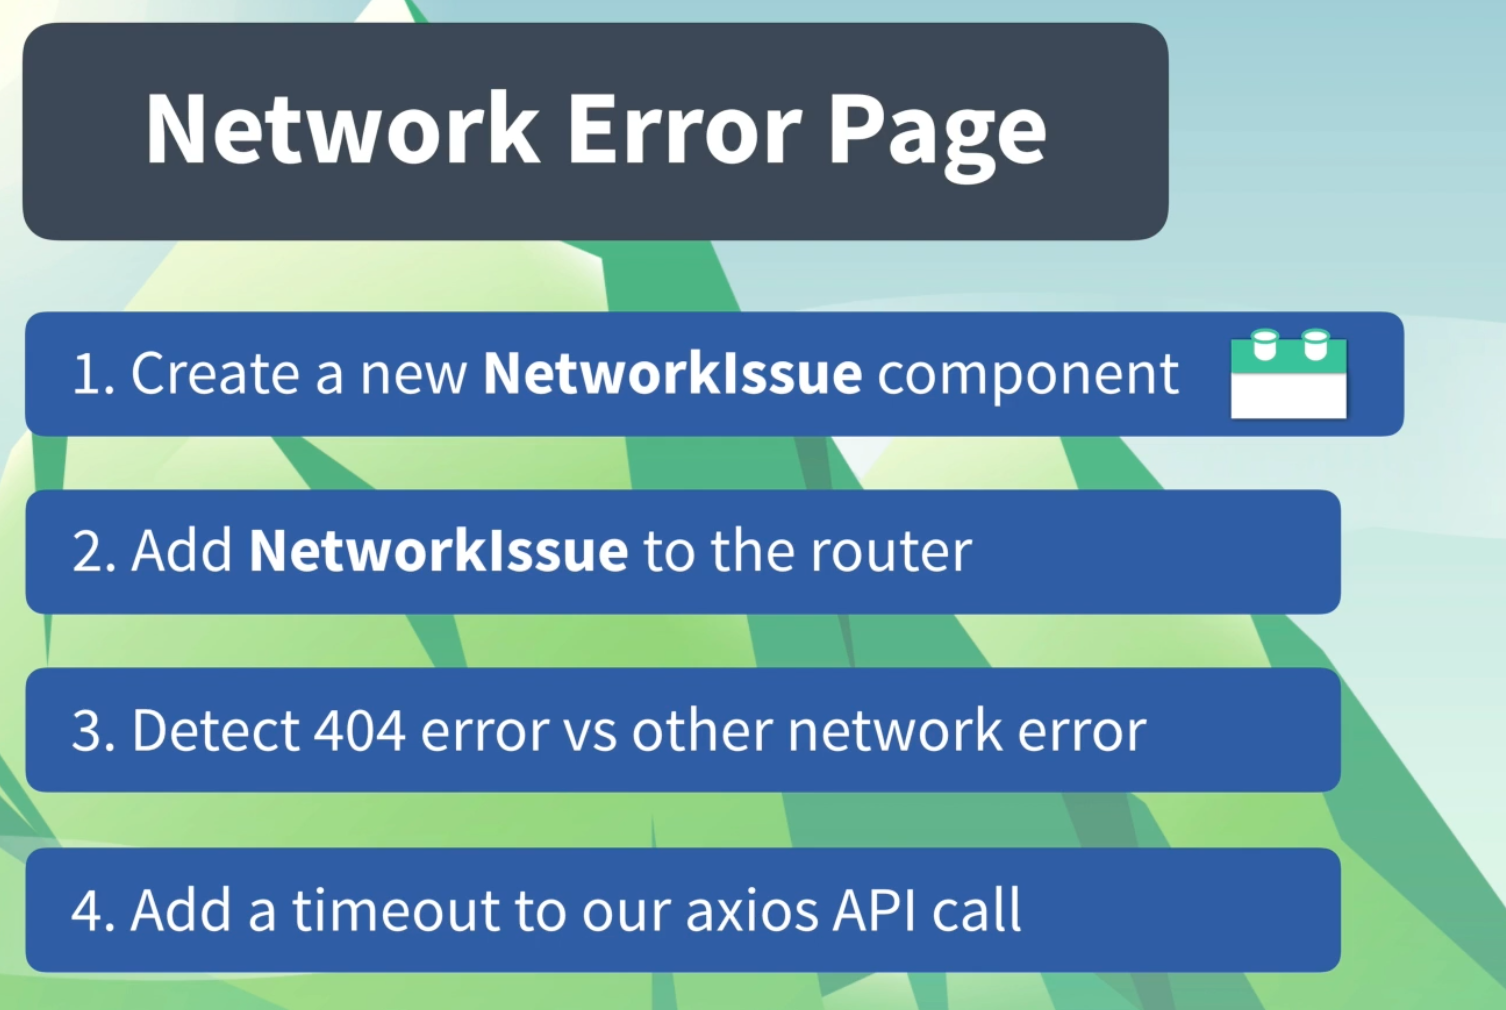 Network Error Page
1. Create a new NetworkIssue component
2. Add NetworkIssue to the router
3. Detect 404 error vs other network error
4. Add a timeout to our axios API call